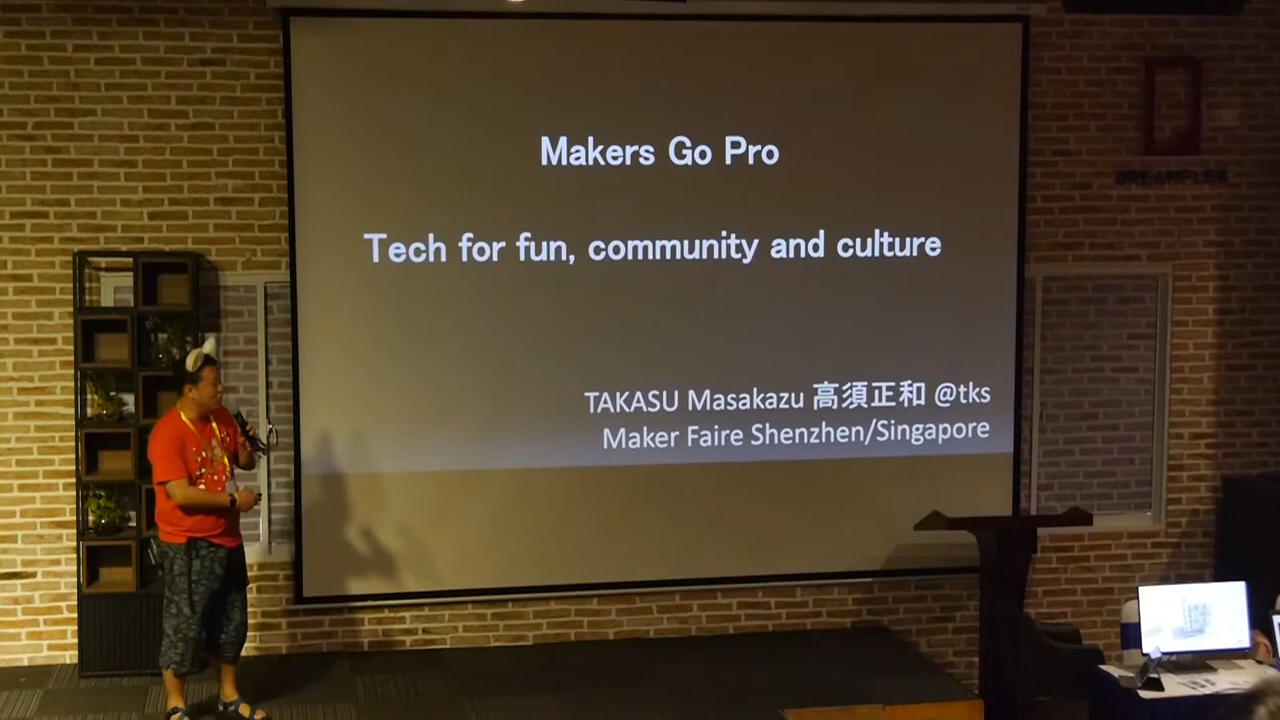 Makers Go Pro
Tech for fun, community and culture
TAKASU Masakazu 高須正和 @tks
Maker Faire Shenzhen/Singapore
DREAMPLEX